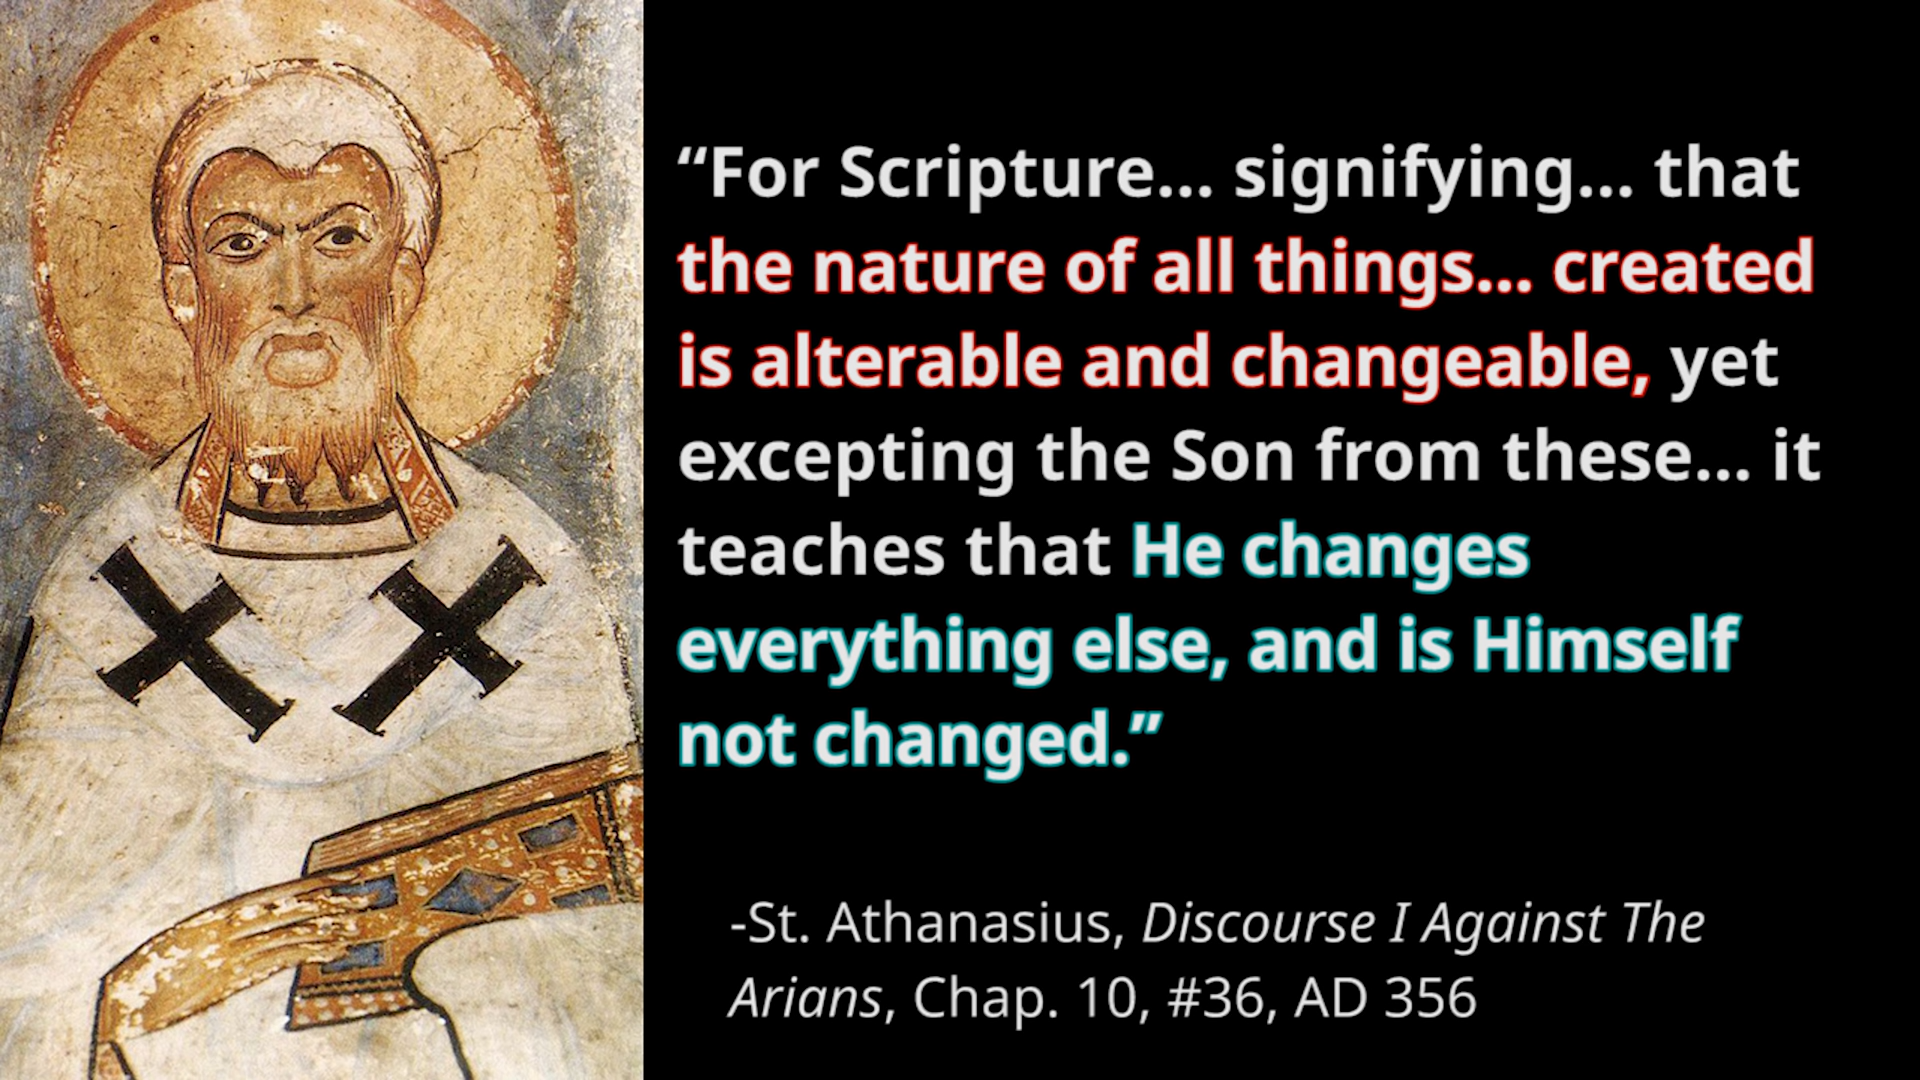 “For Scripture... signifying... that
the nature of all things... created
is alterable and changeable, yet
excepting the Son from these... it
teaches that He changes
everything else, and is Himself
not changed.”
-St. Athanasius, Discourse I Against The
Arians, Chap. 10, #36, AD 356